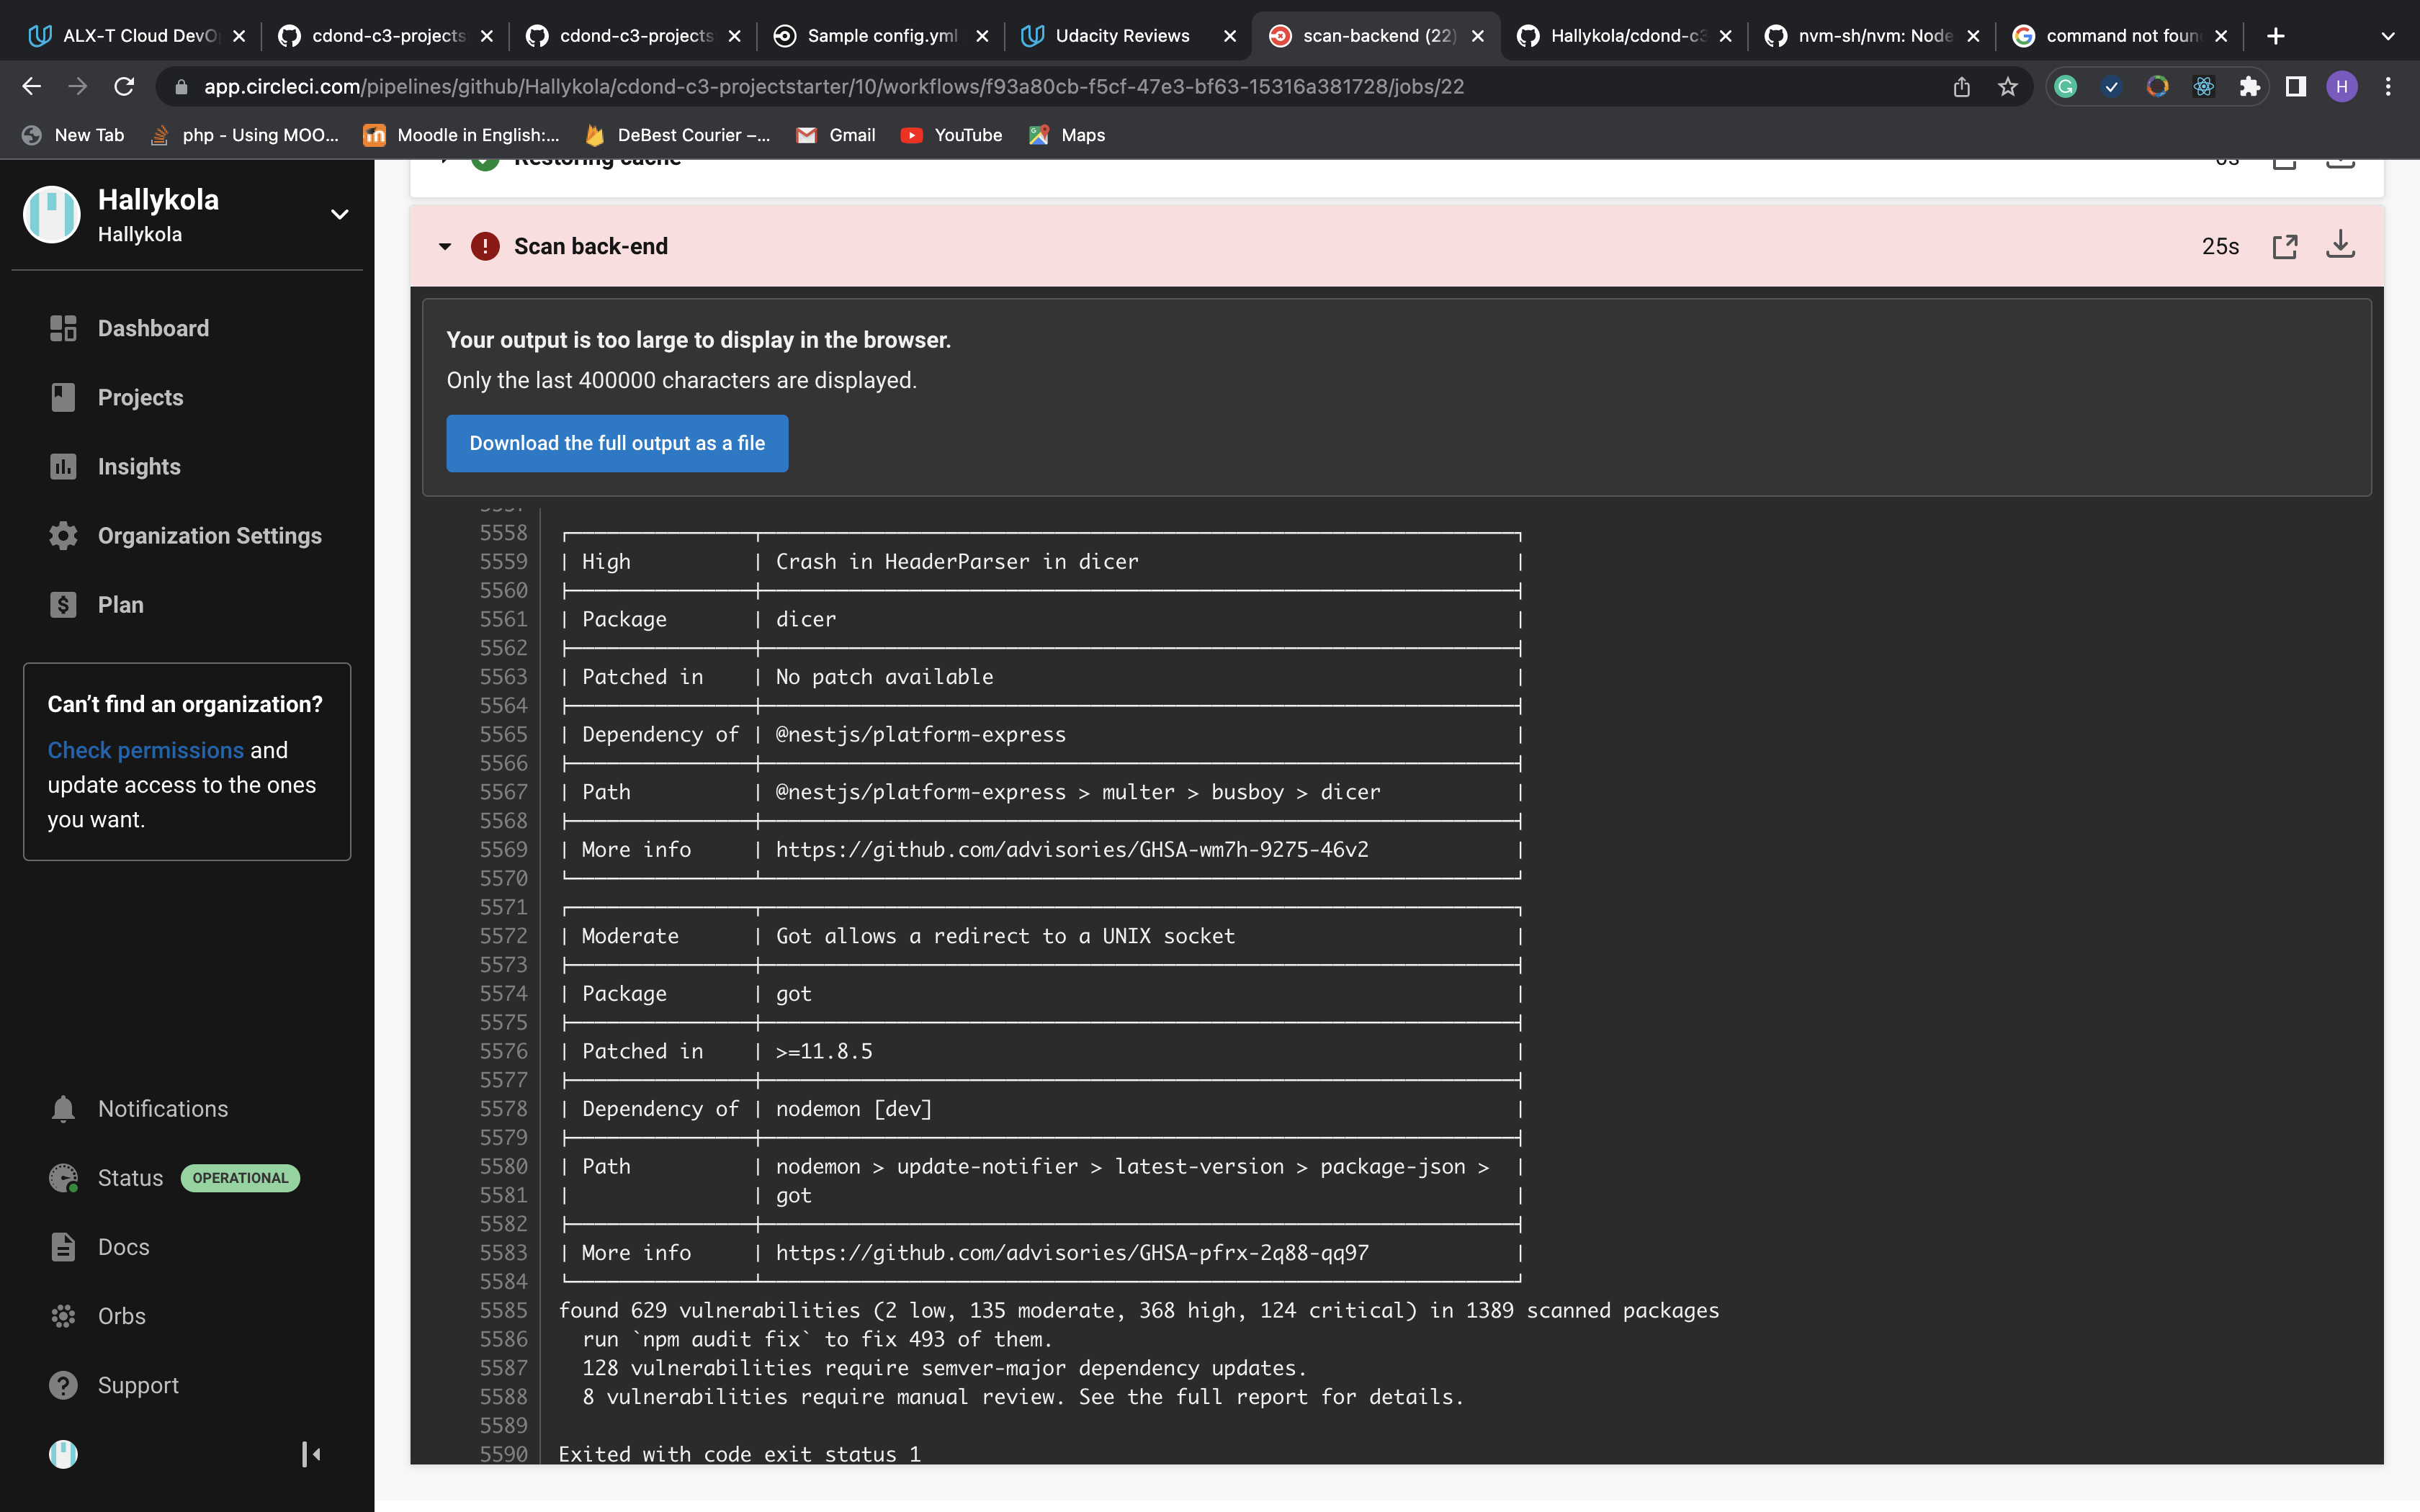 ALX-T Cloud DevO
cdond-c3-projects
cdond-c3-projects
Sample config.yml
Udacity Reviews
scan-backend (22)
Hallykola/cdond-c3
nvm-sh/nvm: Node
command not foun
app.circleci.com/pipelines/github/Hallykola/cdond-c3-projectstarter/10/workflows/f93a80cb-f5cf-47e3-bf63-15316a381728/jobs/22
H
New Tab
php - Using MOO...
Moodle in English:...
DeBest Courier –...
Gmail
YouTube
Maps
Hallykola
Hallykola
Dashboard
Projects
Insights
Organization Settings
Plan
Can't find an organization?
Check permissions and
update access to the ones
you want.
Notifications
Status OPERATIONAL
Docs
Orbs
Support
Restoring cache 0s
Scan back-end 25s
Your output is too large to display in the browser.
Only the last 400000 characters are displayed.
Download the full output as a file
5557
5558
5559 | High | Crash in HeaderParser in dicer |
5560
5561 | Package | dicer |
5562
5563 | Patched in | No patch available |
5564
5565 | Dependency of | @nestjs/platform-express |
5566
5567 | Path | @nestjs/platform-express > multer > busboy > dicer |
5568
5569 | More info | https://github.com/advisories/GHSA-wm7h-9275-46v2 |
5570
5571
5572 | Moderate | Got allows a redirect to a UNIX socket |
5573
5574 | Package | got |
5575
5576 | Patched in | >=11.8.5 |
5577
5578 | Dependency of | nodemon [dev] |
5579
5580 | Path | nodemon > update-notifier > latest-version > package-json > |
5581 | | got |
5582
5583 | More info | https://github.com/advisories/GHSA-pfrx-2q88-qq97 |
5584
5585 found 629 vulnerabilities (2 low, 135 moderate, 368 high, 124 critical) in 1389 scanned packages
5586 run `npm audit fix` to fix 493 of them.
5587 128 vulnerabilities require semver-major dependency updates.
5588 8 vulnerabilities require manual review. See the full report for details.
5589
5590 Exited with code exit status 1